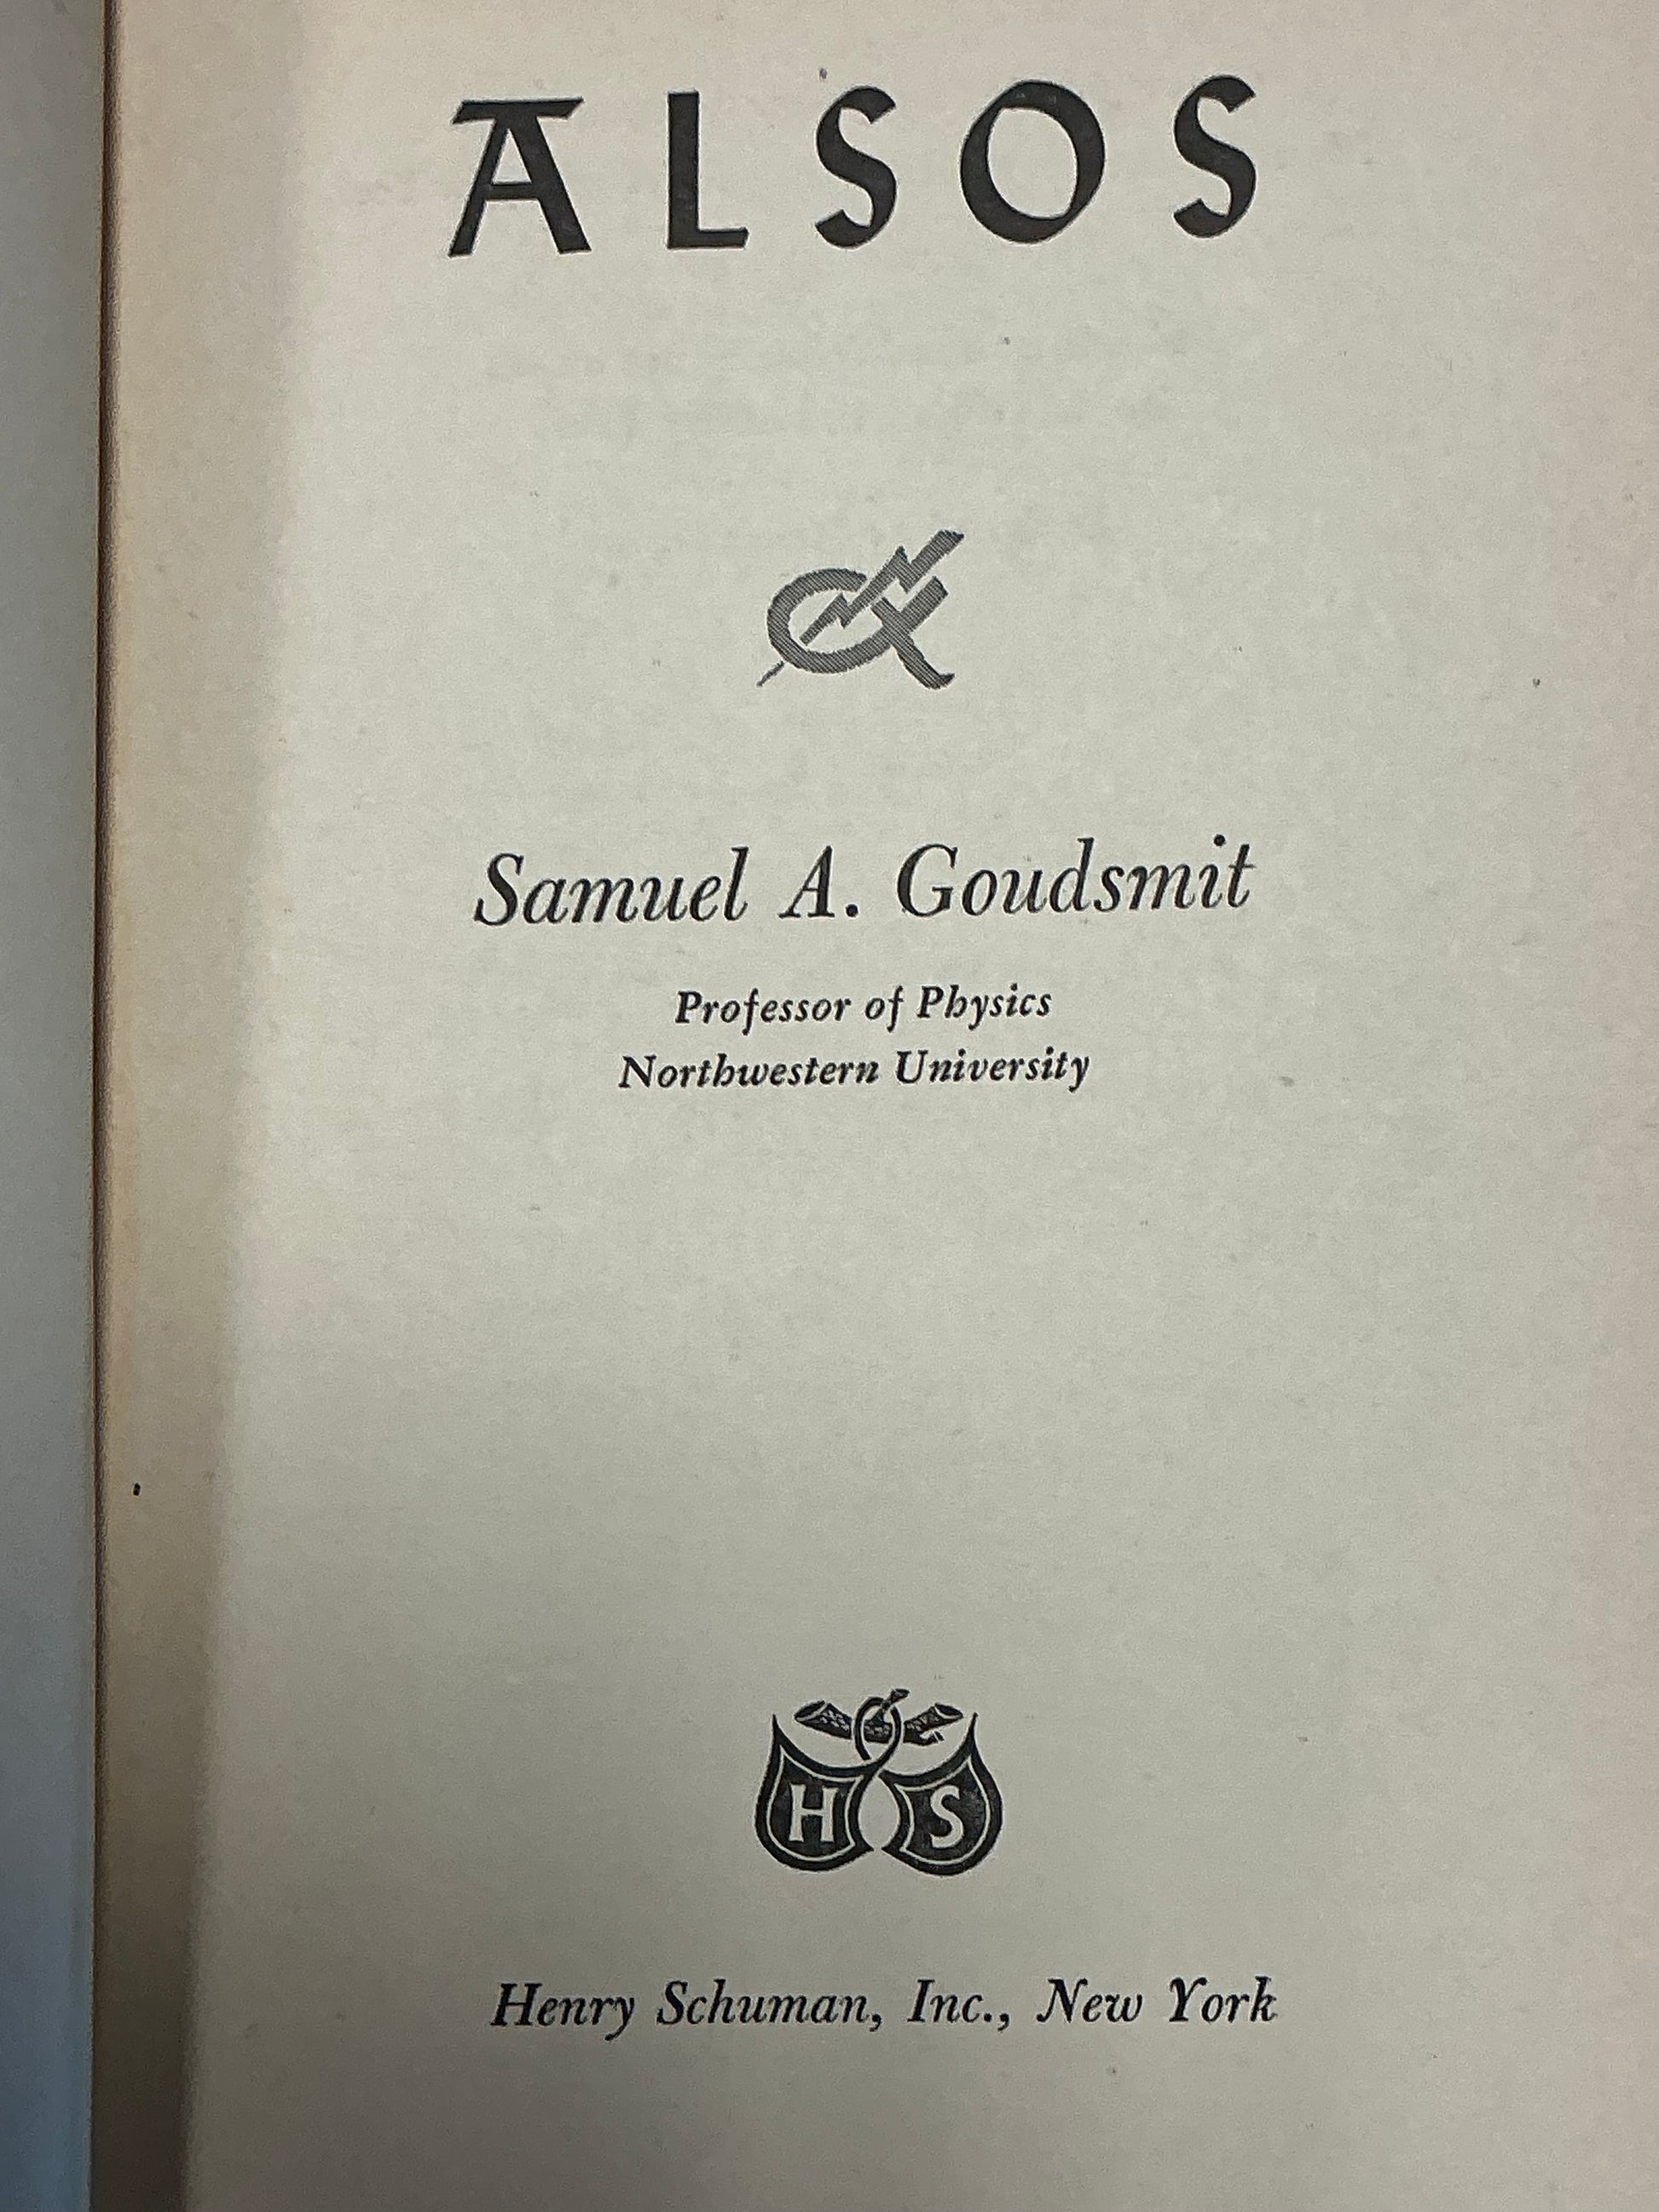 ALSOS
α
Samuel A. Goudsmit
Professor of Physics
Northwestern University
H S
Henry Schuman, Inc., New York